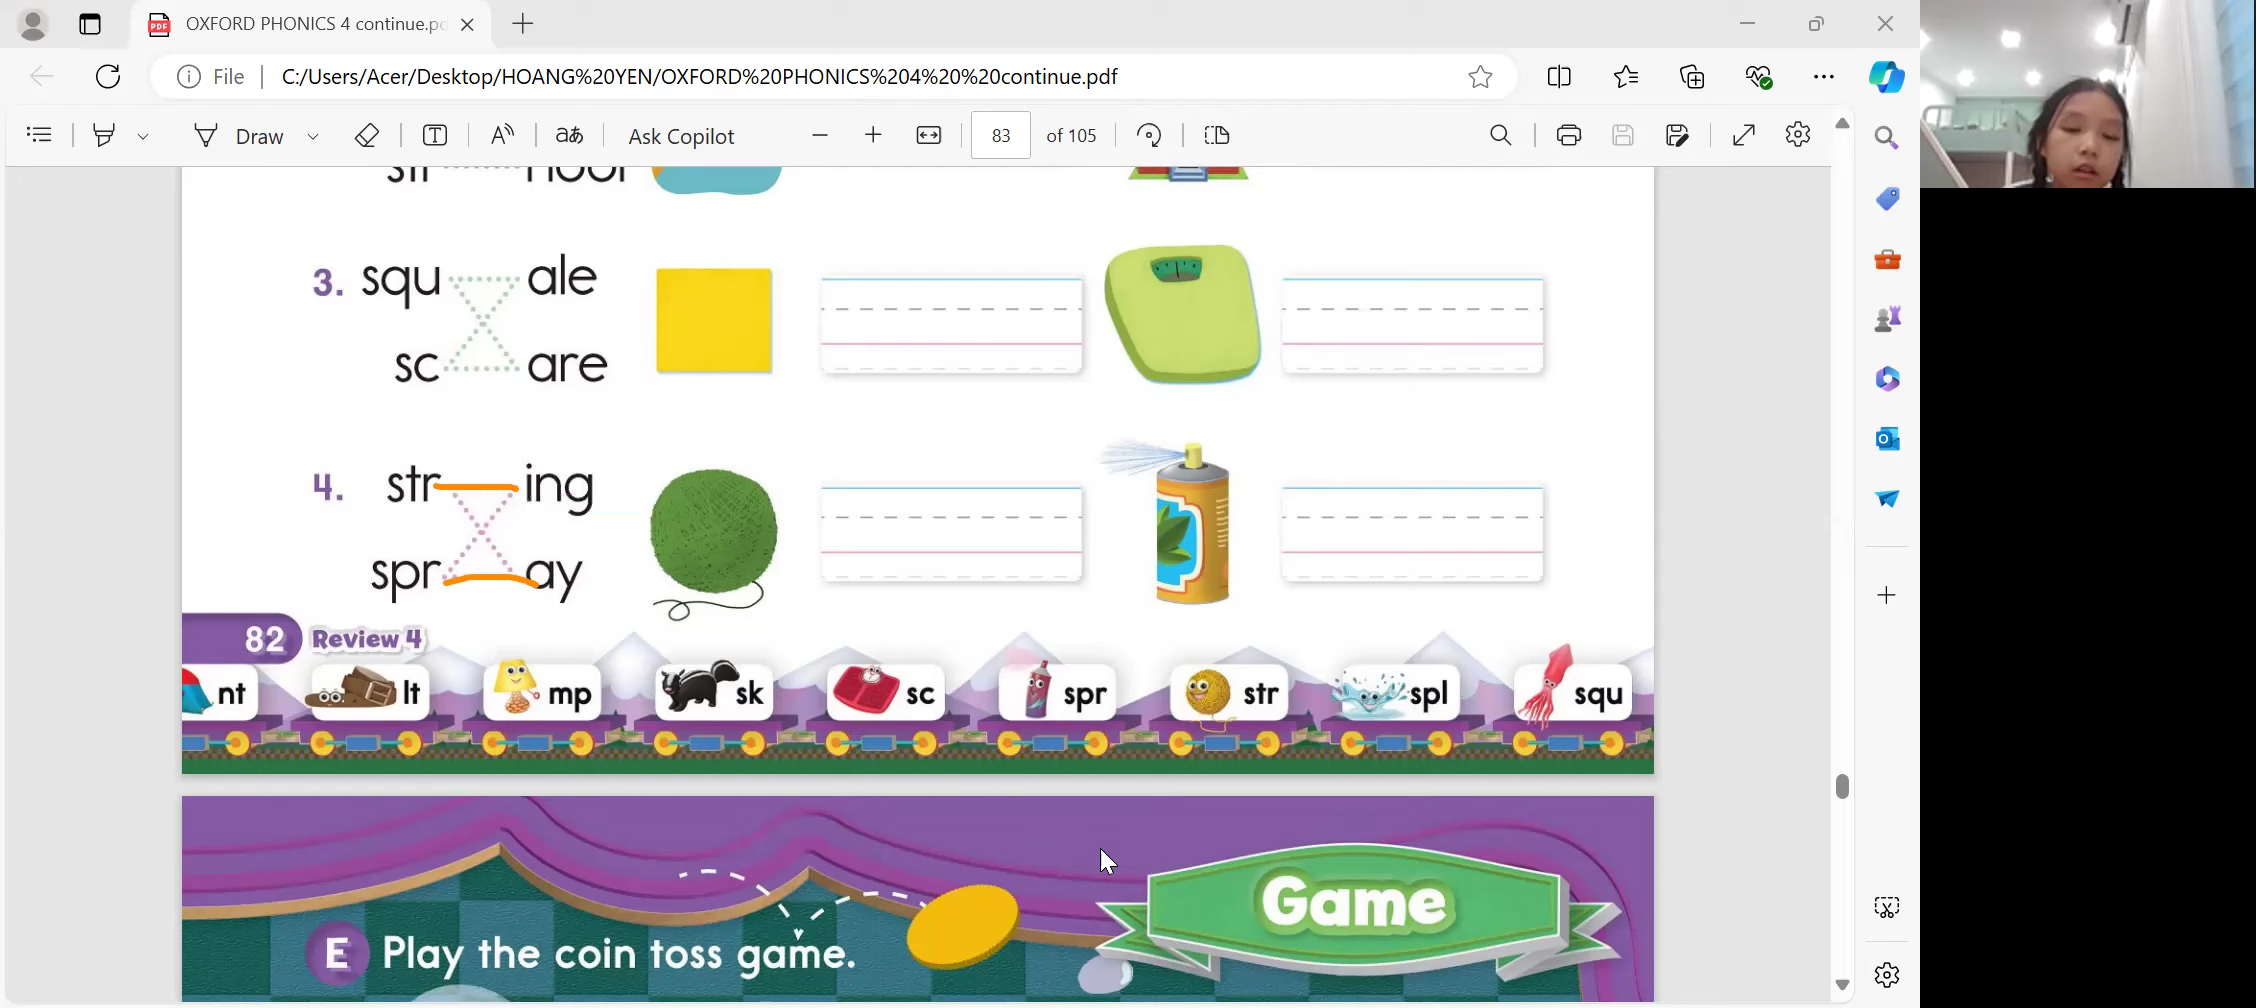 OXFORD PHONICS 4 continue.pd
File
C:/Users/Acer/Desktop/HOANG%20YEN/OXFORD%20PHONICS%204%20%20continue.pdf
Draw
Ask Copilot
83 of 105
3. squ ale
sc are
4. str ing
spr ay
82 Review 4
nt lt mp sk sc spr str spl squ
Game
E Play the coin toss game.